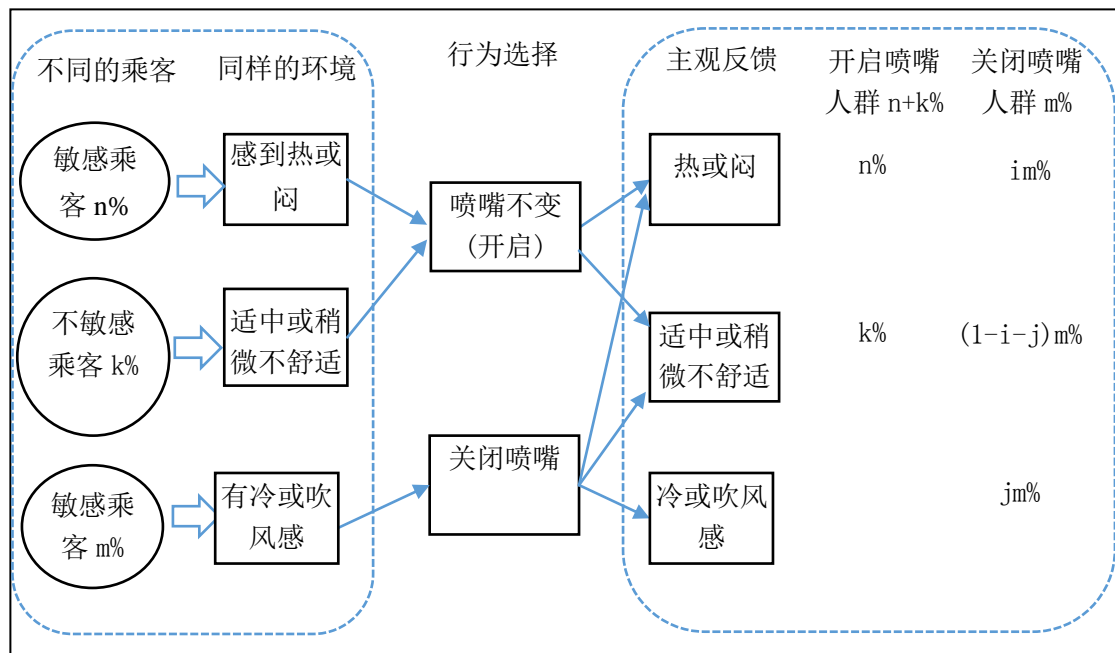 不同的乘客
同样的环境
行为选择
主观反馈
开启喷嘴
人群 n+k%
关闭喷嘴
人群 m%
敏感乘
客 n%
感到热或
闷
喷嘴不变
(开启)
热或闷
n%
im%
不敏感
乘客 k%
适中或稍
微不舒适
适中或稍
微不舒适
k%
(1-i-j)m%
敏感乘
客 m%
有冷或吹
风感
关闭喷嘴
冷或吹风
感
jm%